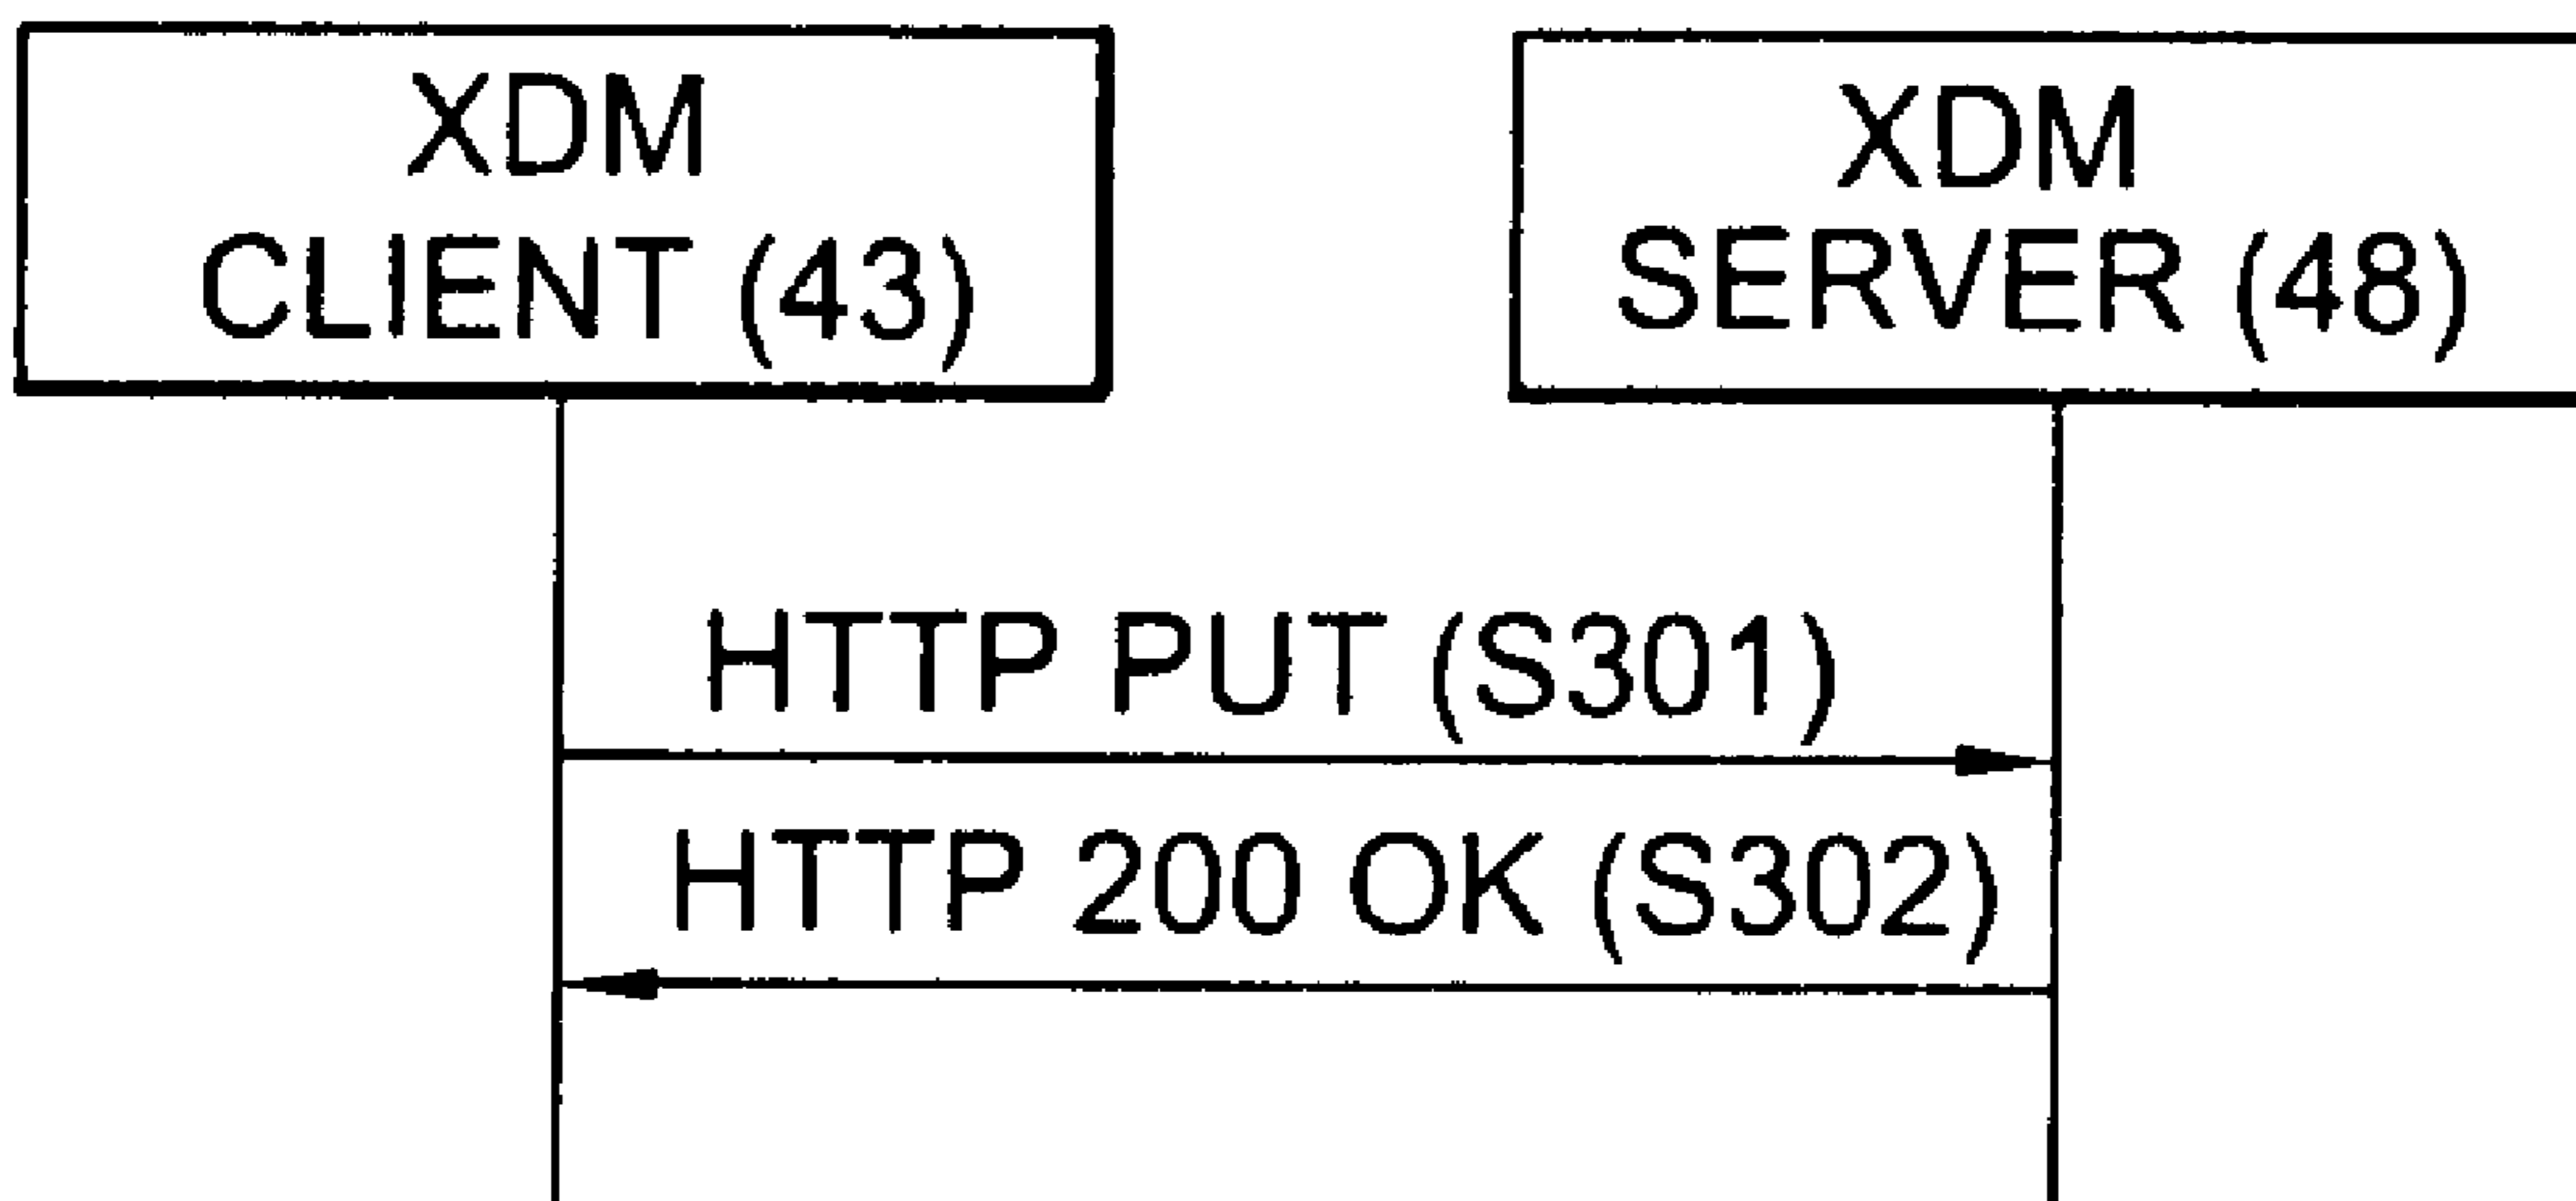 XDM
CLIENT (43)
XDM
SERVER (48)
HTTP PUT (S301)
HTTP 200 OK (S302)